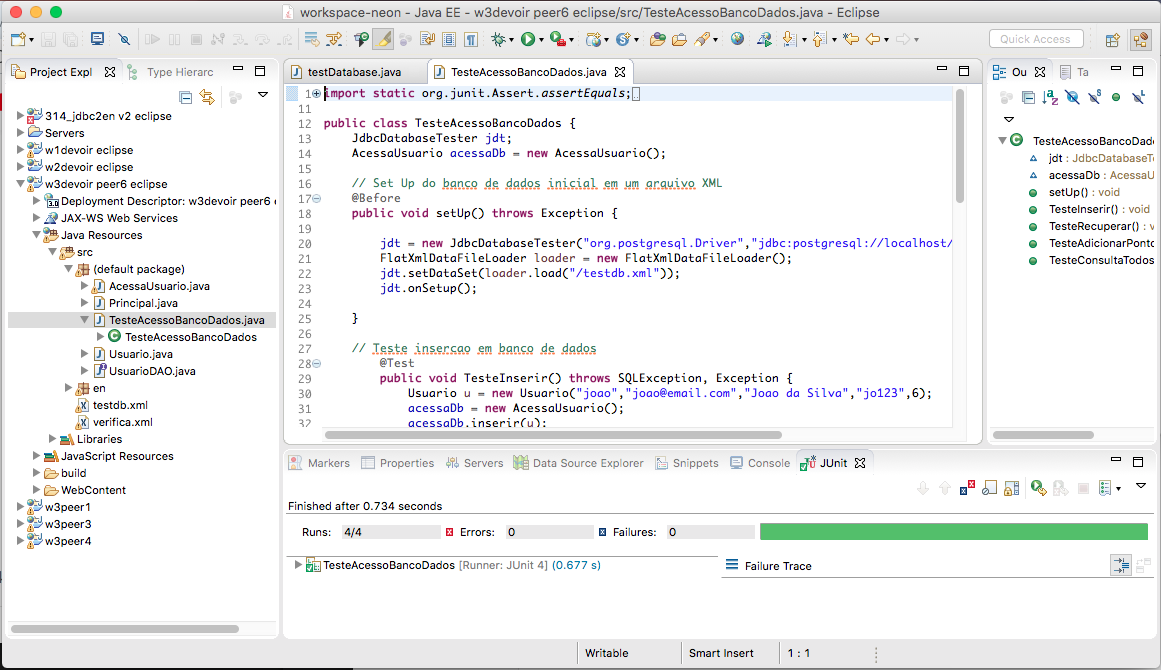 workspace-neon - Java EE - w3devoir peer6 eclipse/src/TesteAcessoBancoDados.java - Eclipse
Quick Access
Project Expl
Type Hierarc
314_jdbc2en v2 eclipse
Servers
w1devoir eclipse
w2devoir eclipse
w3devoir peer6 eclipse
Deployment Descriptor: w3devoir peer6 e
JAX-WS Web Services
Java Resources
src
(default package)
AcessaUsuario.java
Principal.java
TesteAcessoBancoDados.java
TesteAcessoBancoDados
Usuario.java
UsuarioDAO.java
en
testdb.xml
verifica.xml
Libraries
JavaScript Resources
build
WebContent
w3peer1
w3peer3
w3peer4
testDatabase.java
TesteAcessoBancoDados.java
1 import static org.junit.Assert.assertEquals;
11
12 public class TesteAcessoBancoDados {
13 JdbcDatabaseTester jdt;
14 AcessaUsuario acessaDb = new AcessaUsuario();
15
16 // Set Up do banco de dados inicial em um arquivo XML
17 @Before
18 public void setUp() throws Exception {
19
20 jdt = new JdbcDatabaseTester("org.postgresql.Driver","jdbc:postgresql://localhost/
21 FlatXmlDataFileLoader loader = new FlatXmlDataFileLoader();
22 jdt.setDataSet(loader.load("/testdb.xml"));
23 jdt.onSetup();
24
25 }
26
27 // Teste insercao em banco de dados
28 @Test
29 public void TesteInserir() throws SQLException, Exception {
30 Usuario u = new Usuario("joao","joao@email.com","Joao da Silva","jo123",6);
31 acessaDb = new AcessaUsuario();
32 acessaDb.inserir(u);
Ou
Ta
TesteAcessoBancoDado
jdt : JdbcDatabaseT
acessaDb : AcessaU
setUp() : void
TesteInserir() : void
TesteRecuperar() : v
TesteAdicionarPonto
TesteConsultaTodos
Markers
Properties
Servers
Data Source Explorer
Snippets
Console
JUnit
Finished after 0.734 seconds
Runs: 4/4
Errors: 0
Failures: 0
TesteAcessoBancoDados [Runner: JUnit 4] (0.677 s)
Failure Trace
Writable
Smart Insert
1 : 1